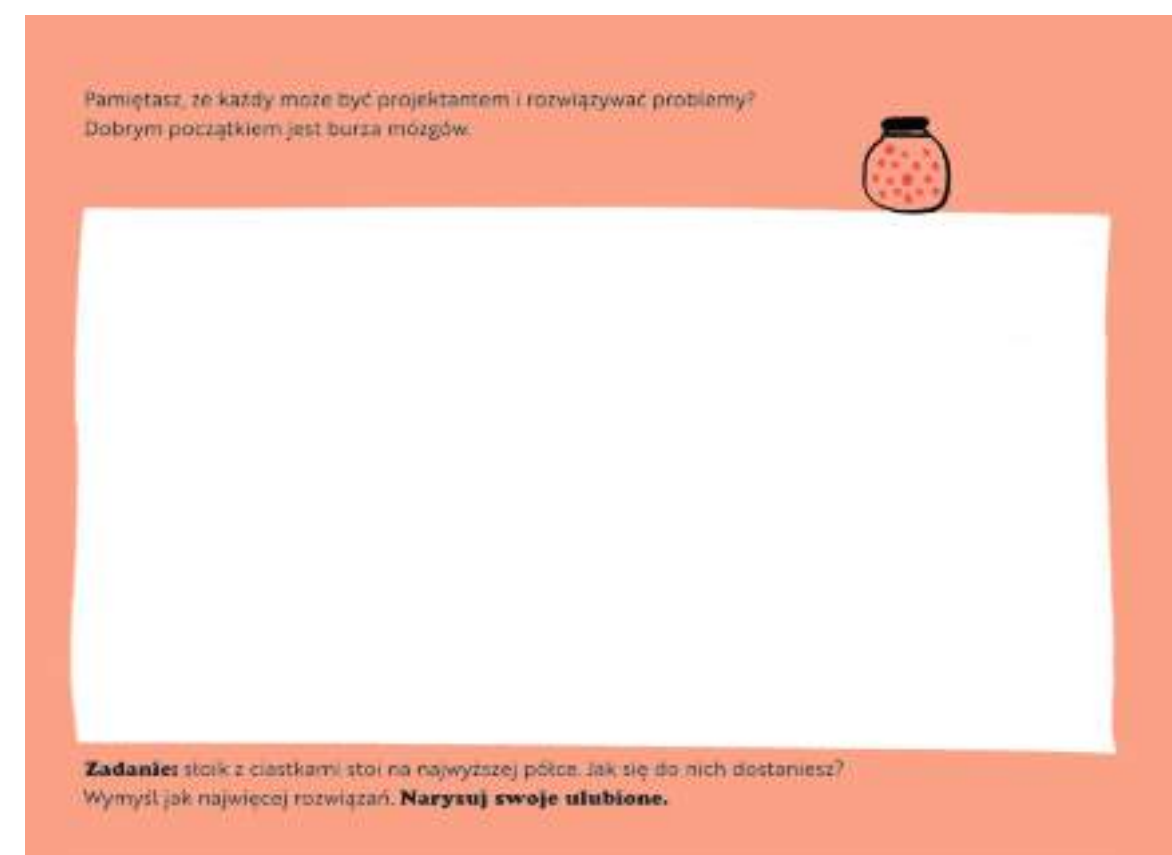 Pamiętasz, że każdy może być projektantem i rozwiązywać problemy?
Dobrym początkiem jest burza mózgów.
Zadanie: słoik z ciastkami stoi na najwyższej półce. Jak się do nich dostaniesz?
Wymyśl jak najwięcej rozwiązań. Narysuj swoje ulubione.